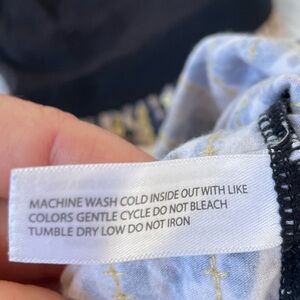 MACHINE WASH COLD INSIDE OUT WITH LIKE
COLORS GENTLE CYCLE DO NOT BLEACH
TUMBLE DRY LOW DO NOT IRON